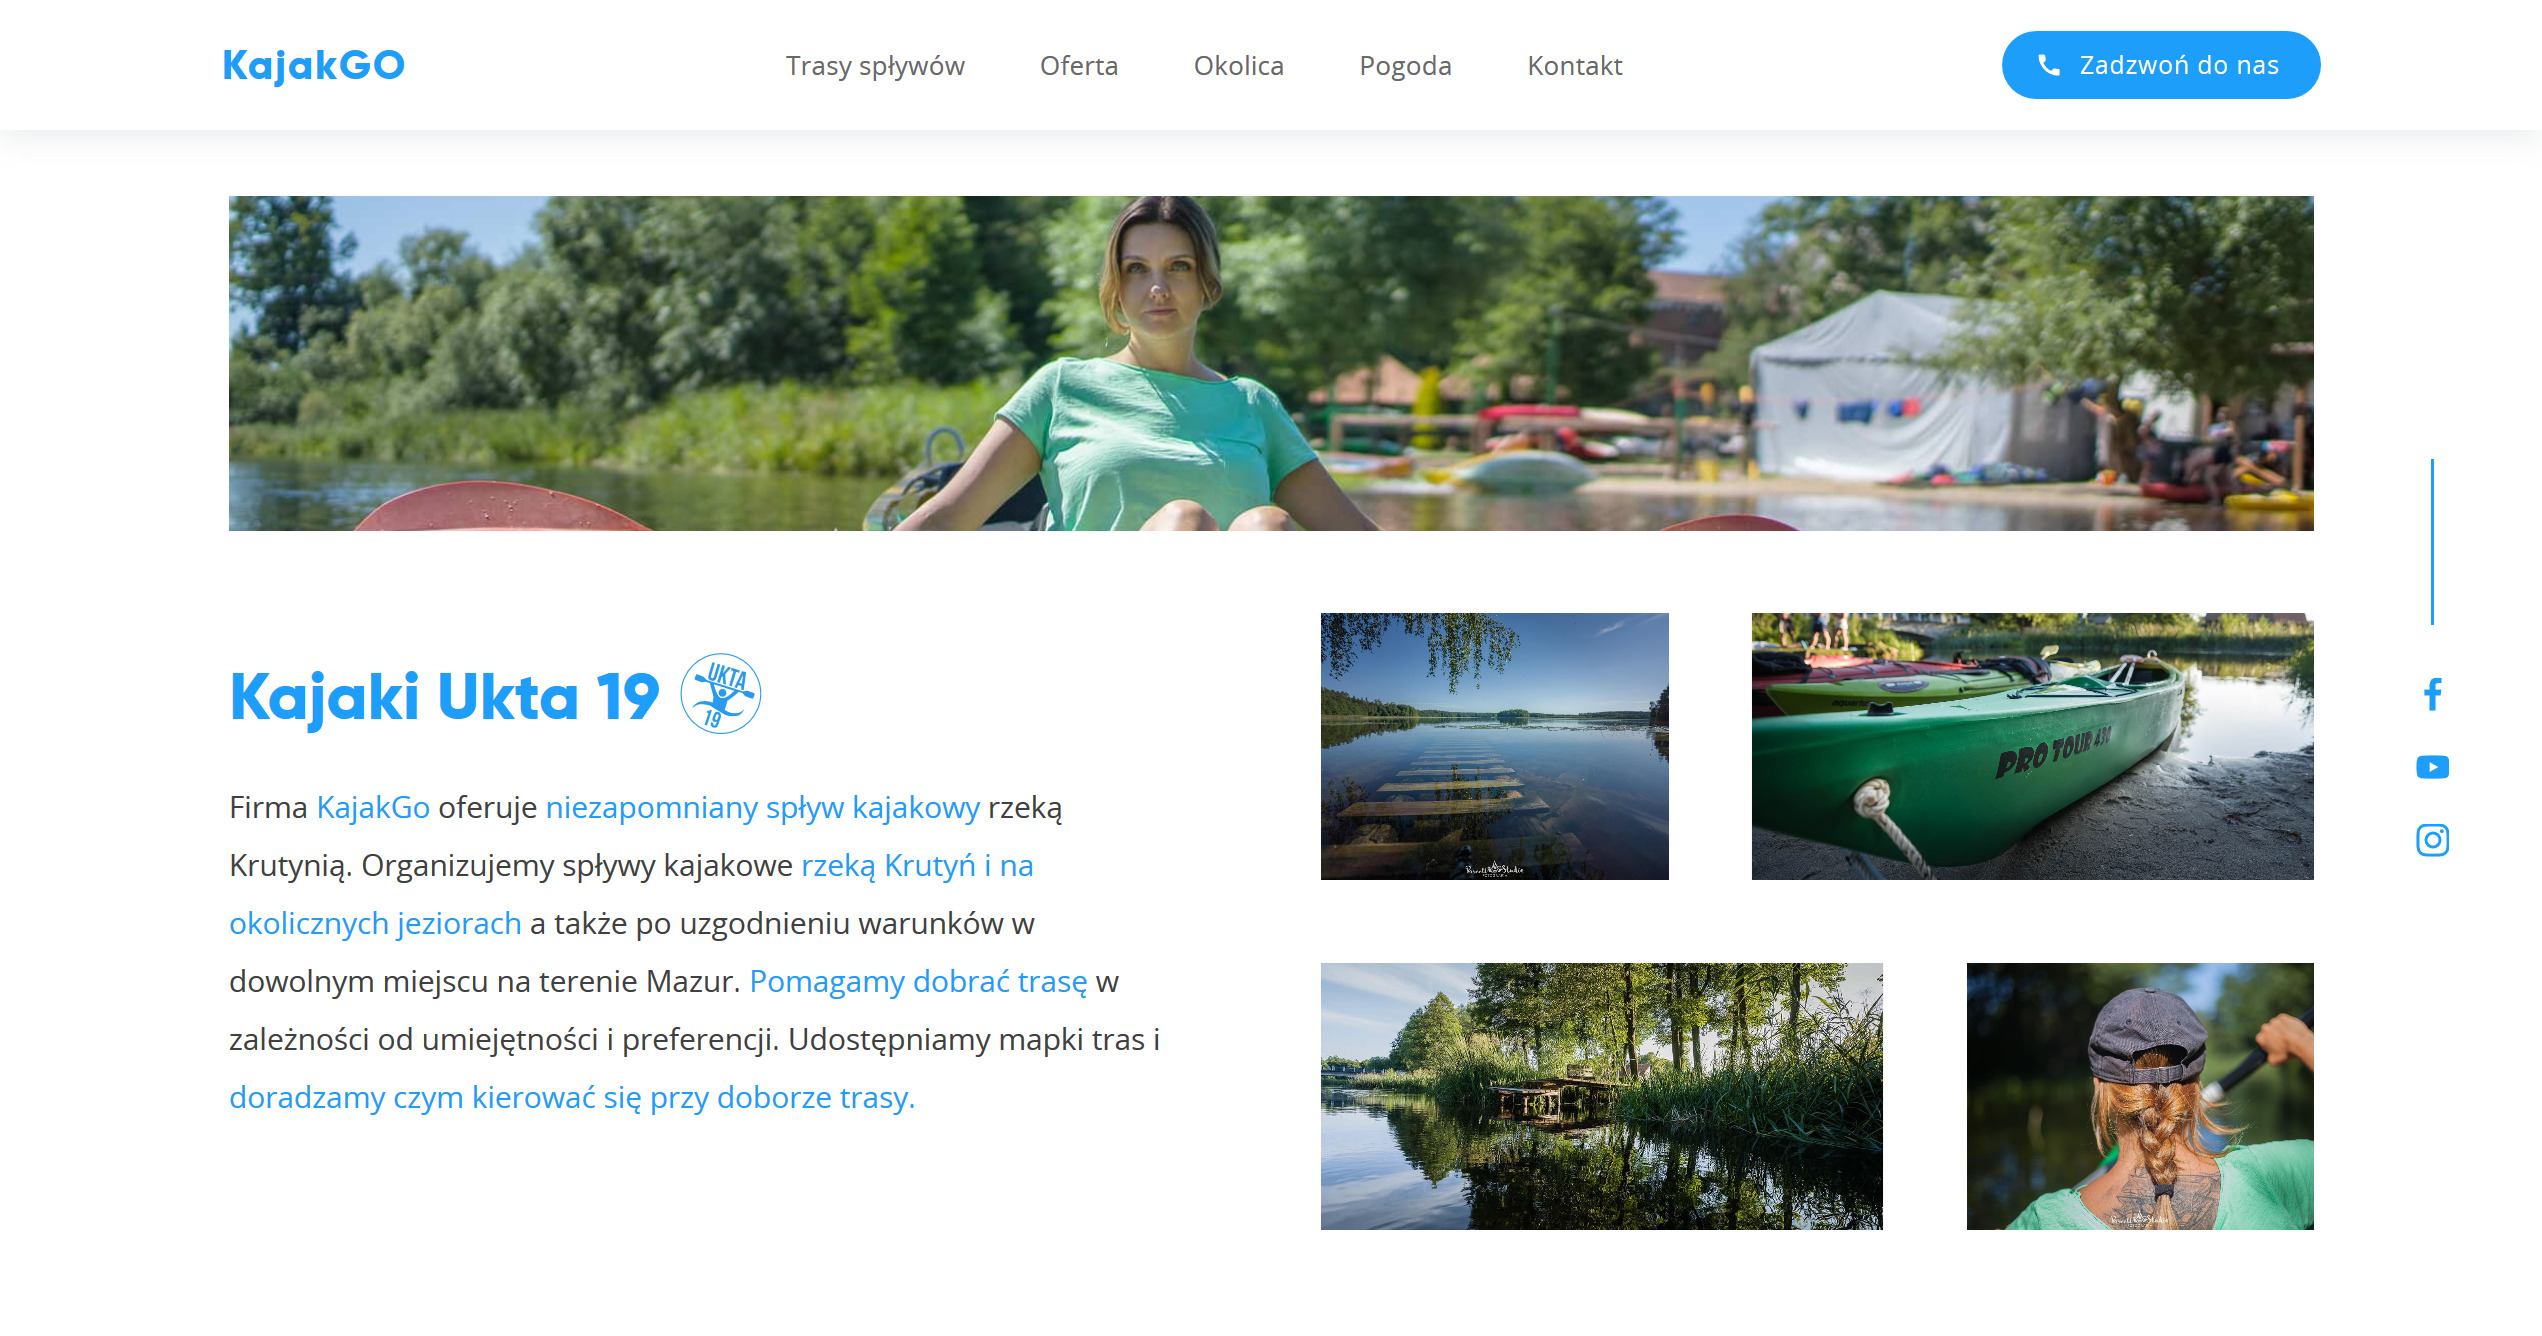 KajakGO
Trasy spływów
Oferta
Okolica
Pogoda
Kontakt
Zadzwoń do nas
Kajaki Ukta 19
UKTA
19
Firma KajakGo oferuje niezapomniany spływ kajakowy rzeką
Krutynią. Organizujemy spływy kajakowe rzeką Krutyń i na
okolicznych jeziorach a także po uzgodnieniu warunków w
dowolnym miejscu na terenie Mazur. Pomagamy dobrać trasę w
zależności od umiejętności i preferencji. Udostępniamy mapki tras i
doradzamy czym kierować się przy doborze trasy.
PRO TOUR 430